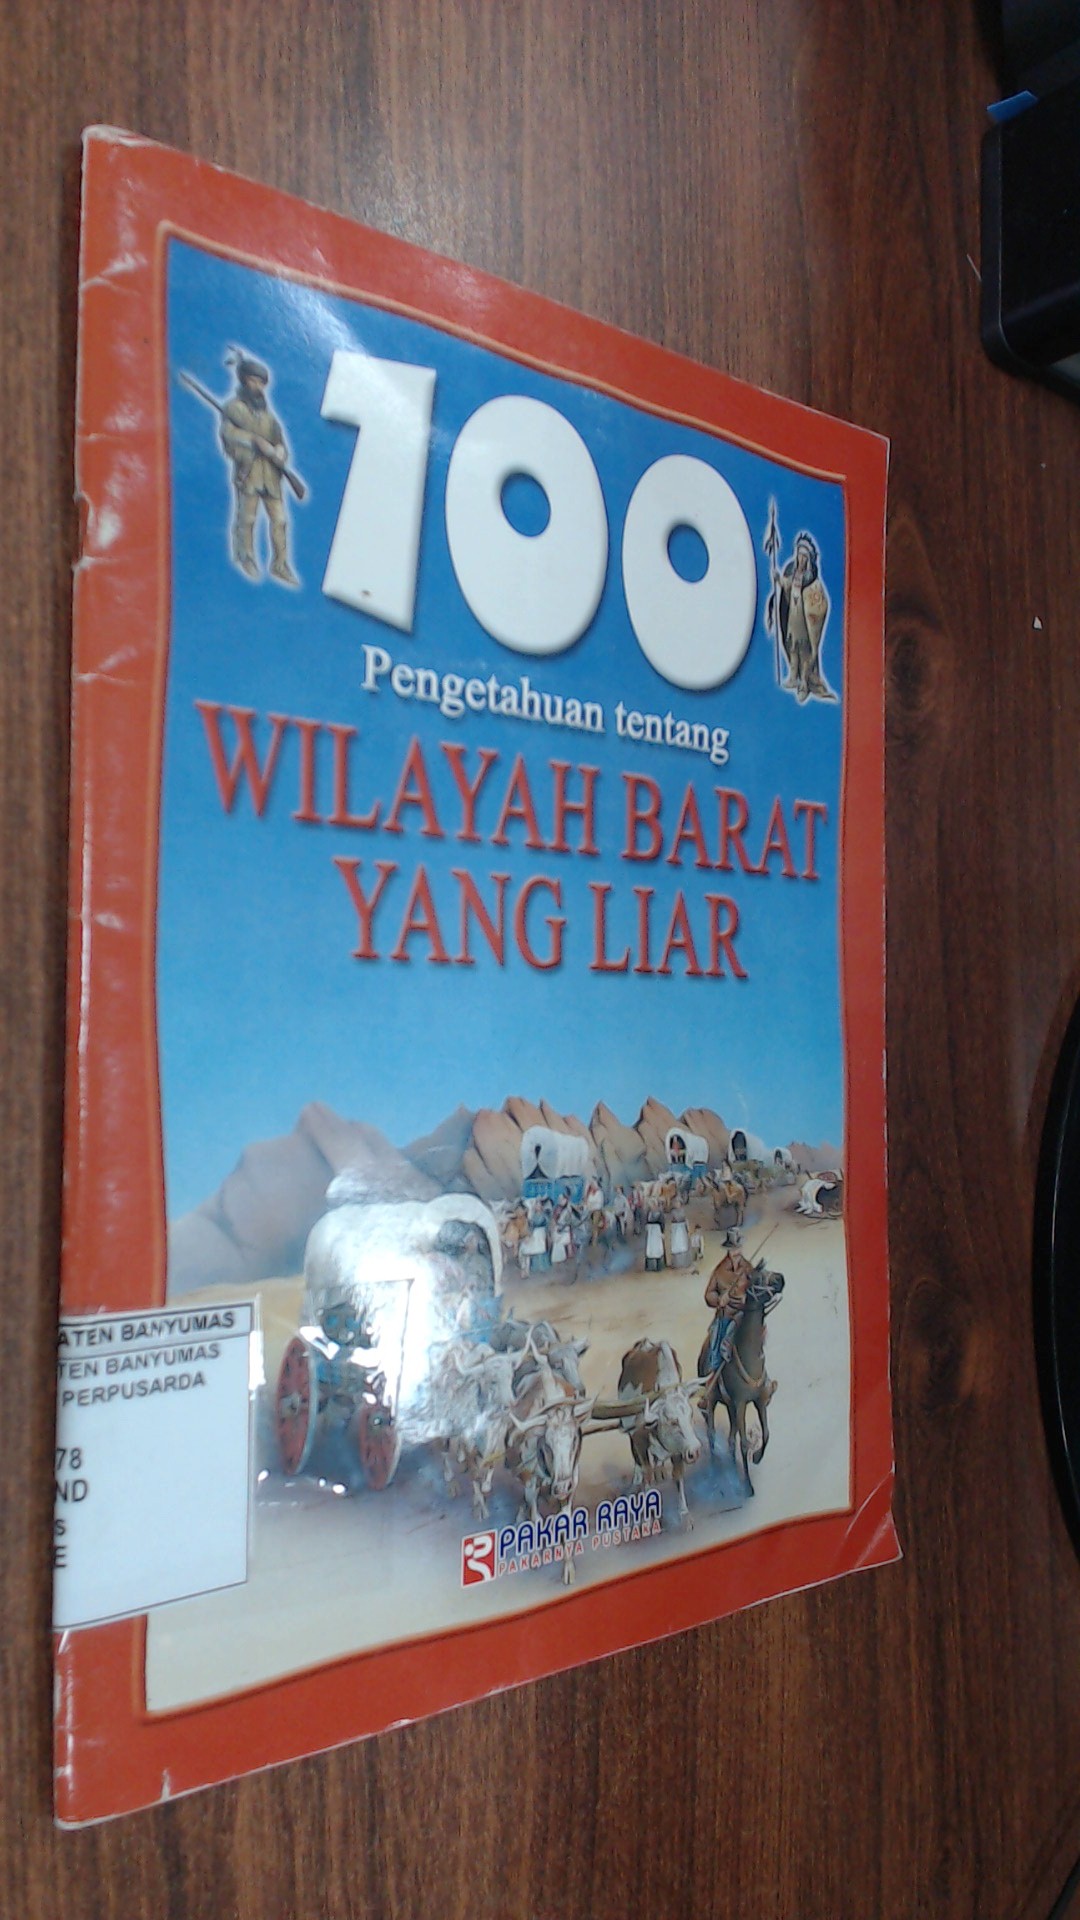 100
Pengetahuan tentang
WILAYAH BARAT
YANG LIAR
ATEN BANYUMAS
TEN BANYUMAS
PERPUSARDA
78
ND
s
E
PAKAR RAYA
PAKARNYA PUSTAKA